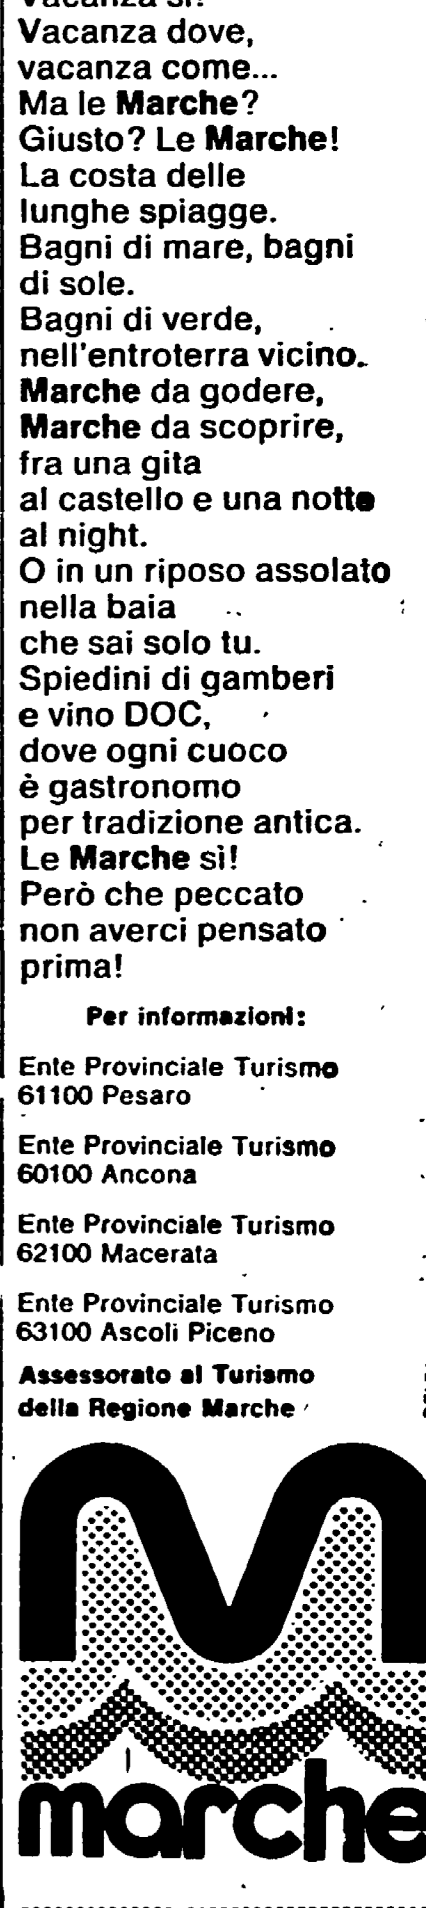 Vacanza sì!
Vacanza dove,
vacanza come...
Ma le Marche?
Giusto? Le Marche!
La costa delle
lunghe spiagge.
Bagni di mare, bagni
di sole.
Bagni di verde,
nell'entroterra vicino.
Marche da godere,
Marche da scoprire,
fra una gita
al castello e una notte
al night.
O in un riposo assolato
nella baia
che sai solo tu.
Spiedini di gamberi
e vino DOC,
dove ogni cuoco
è gastronomo
per tradizione antica.
Le Marche sì!
Però che peccato
non averci pensato
prima!
Per informazioni:
Ente Provinciale Turismo
61100 Pesaro
Ente Provinciale Turismo
60100 Ancona
Ente Provinciale Turismo
62100 Macerata
Ente Provinciale Turismo
63100 Ascoli Piceno
Assessorato al Turismo
della Regione Marche
marche